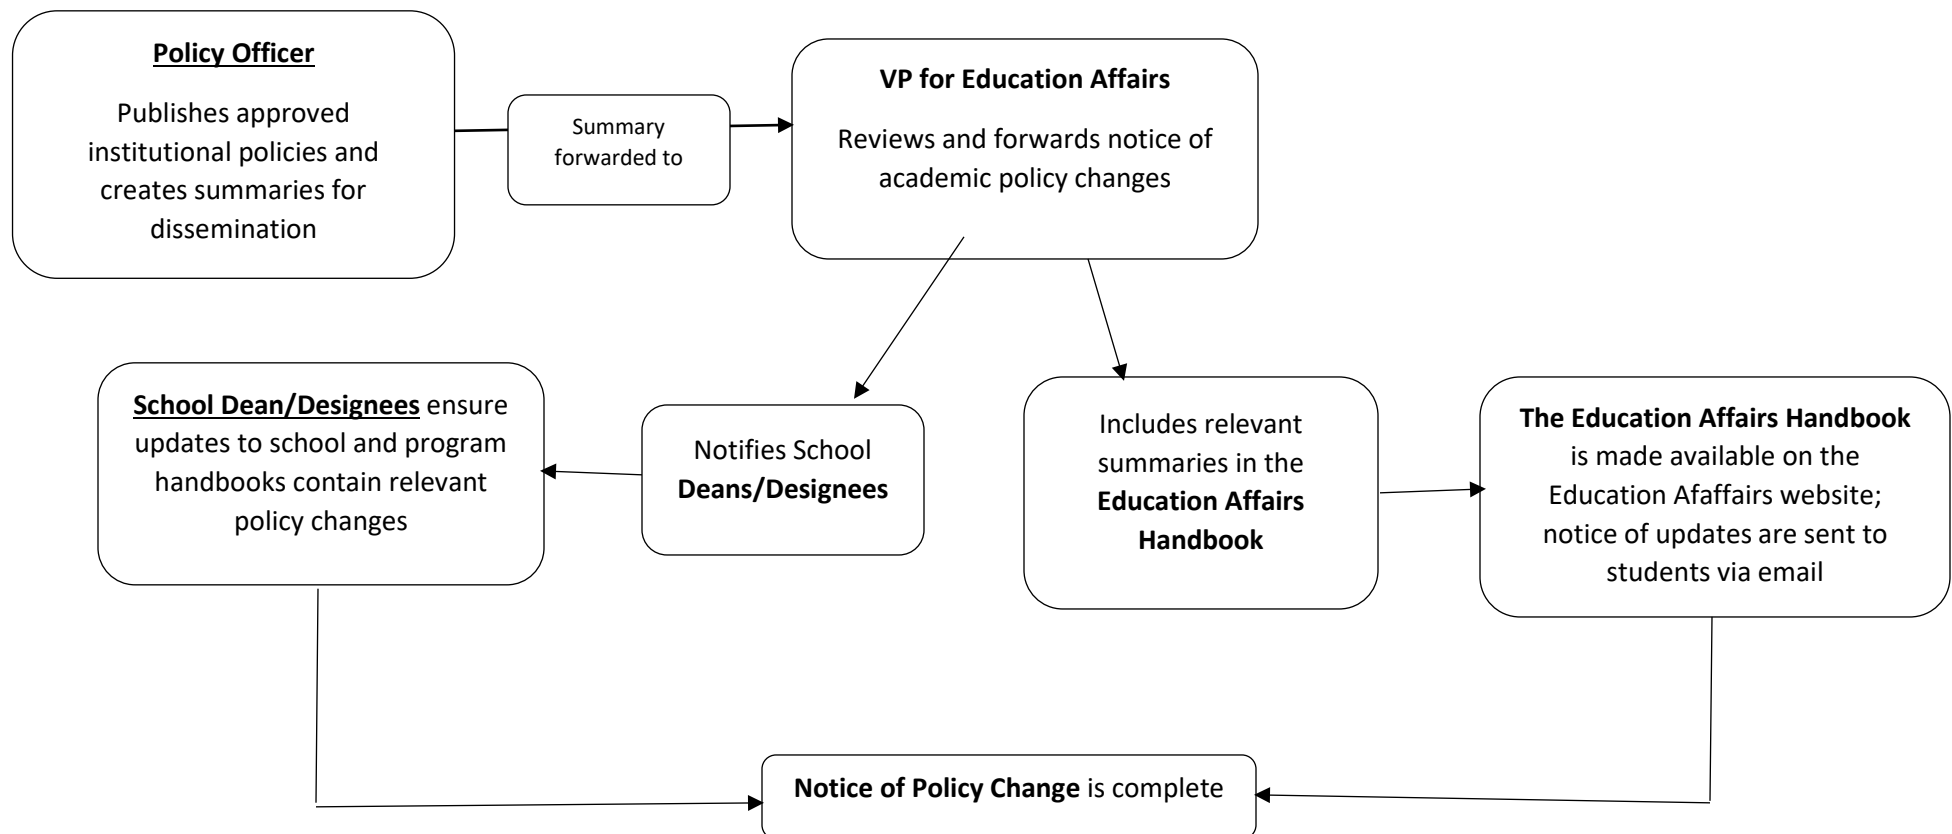 Policy Officer
Publishes approved
institutional policies and
creates summaries for
dissemination
Summary
forwarded to
VP for Education Affairs
Reviews and forwards notice of
academic policy changes
School Dean/Designees ensure
updates to school and program
handbooks contain relevant
policy changes
Notifies School
Deans/Designees
Includes relevant
summaries in the
Education Affairs
Handbook
The Education Affairs Handbook
is made available on the
Education Afaffairs website;
notice of updates are sent to
students via email
Notice of Policy Change is complete